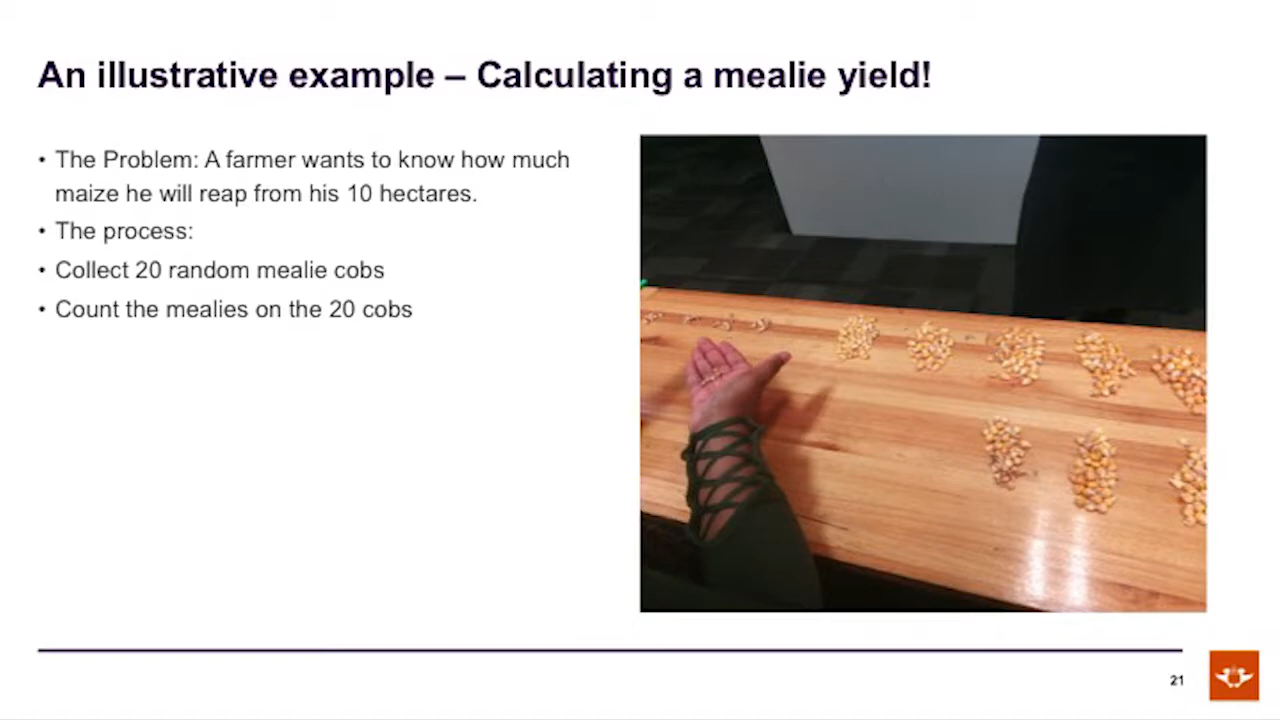 An illustrative example – Calculating a mealie yield!
• The Problem: A farmer wants to know how much
maize he will reap from his 10 hectares.
• The process:
• Collect 20 random mealie cobs
• Count the mealies on the 20 cobs
21